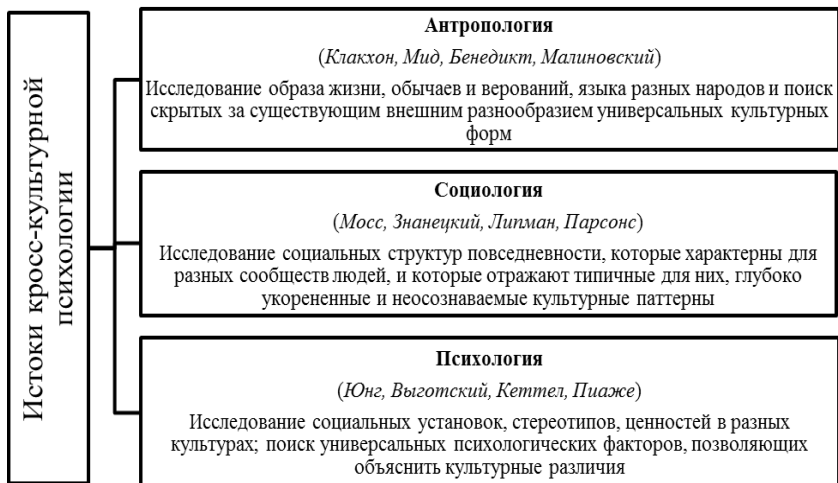 Истоки кросс-культурной
психологии
Антропология
(Клакхон, Мид, Бенедикт, Малиновский)
Исследование образа жизни, обычаев и верований, языка разных народов и поиск
скрытых за существующим внешним разнообразием универсальных культурных
форм
Социология
(Мосс, Знанецкий, Липман, Парсонс)
Исследование социальных структур повседневности, которые характерны для
разных сообществ людей, и которые отражают типичные для них, глубоко
укорененные и неосознаваемые культурные паттерны
Психология
(Юнг, Выготский, Кеттел, Пиаже)
Исследование социальных установок, стереотипов, ценностей в разных
культурах; поиск универсальных психологических факторов, позволяющих
объяснить культурные различия